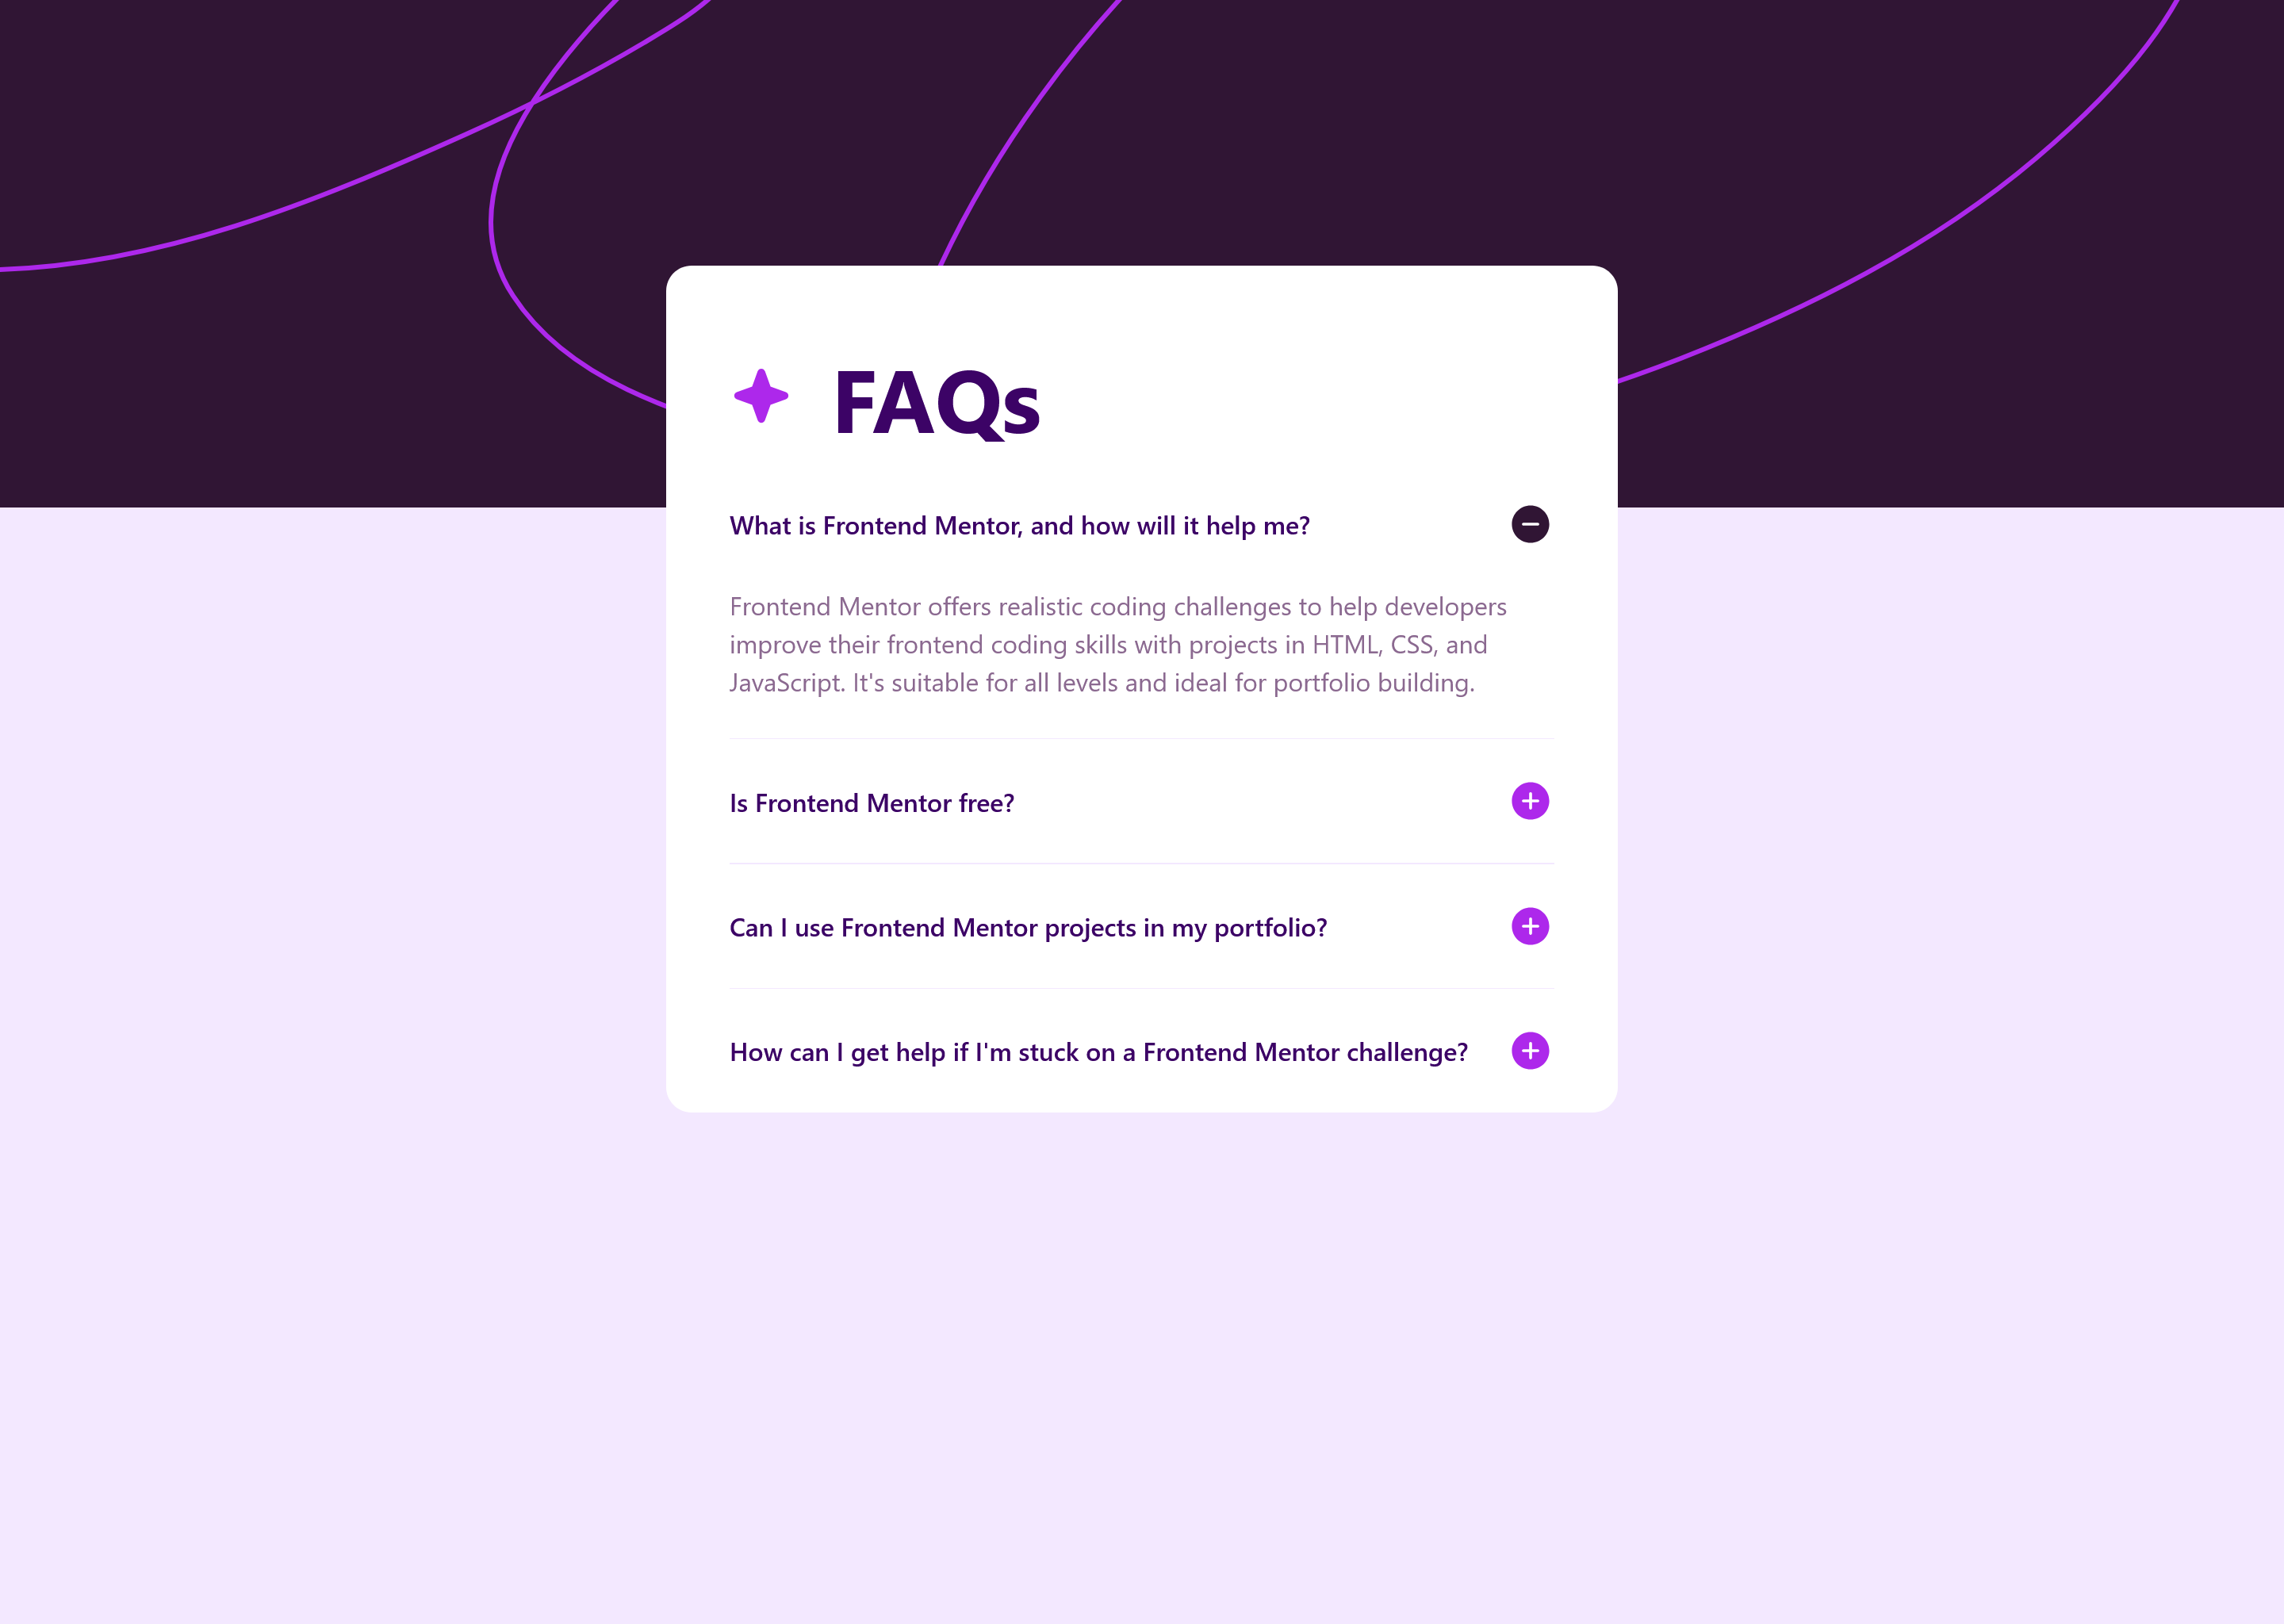 FAQs
What is Frontend Mentor, and how will it help me?
Frontend Mentor offers realistic coding challenges to help developers
improve their frontend coding skills with projects in HTML, CSS, and
JavaScript. It's suitable for all levels and ideal for portfolio building.
Is Frontend Mentor free?
Can I use Frontend Mentor projects in my portfolio?
How can I get help if I'm stuck on a Frontend Mentor challenge?